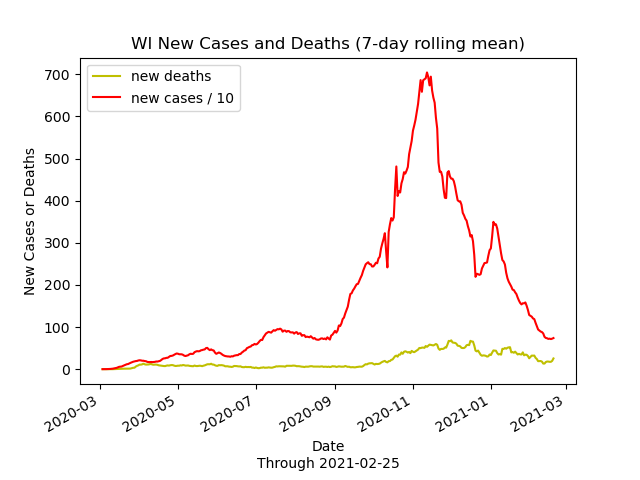 WI New Cases and Deaths (7-day rolling mean)
new deaths
new cases / 10
New Cases or Deaths
700
600
500
400
300
200
100
0
2020-03
2020-05
2020-07
2020-09
2020-11
2021-01
2021-03
Date
Through 2021-02-25